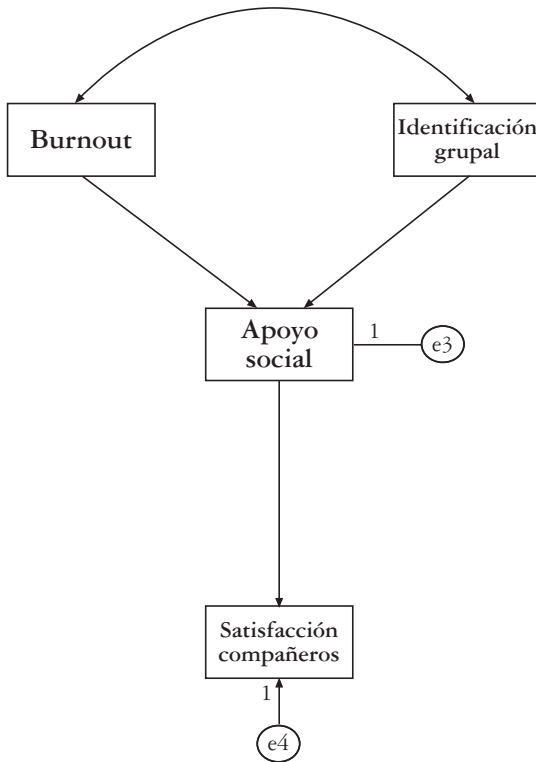 Burnout
Identificación
grupal
Apoyo
social
1
e3
Satisfacción
compañeros
1
e4